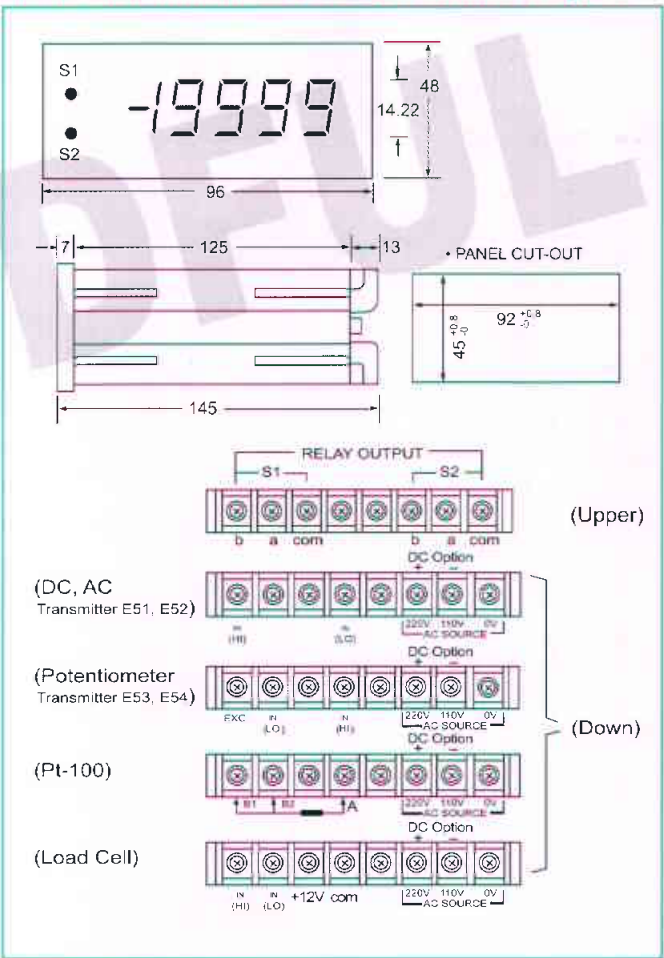 DFUL
S1
-19999
S2
48
14.22
96
7 125 13
• PANEL CUT-OUT
45 +0.8 -0
92 +0.8 -0
145
RELAY OUTPUT
S1 S2
b a com b a com
(Upper)
DC Option
+ −
(DC, AC
Transmitter E51, E52)
IN (HI) IN (LO) 220V 110V 0V
AC SOURCE
DC Option
+ −
(Potentiometer
Transmitter E53, E54)
EXC IN (LO) IN (HI) 220V 110V 0V
AC SOURCE
(Down)
DC Option
+ −
(Pt-100)
B1 B2 A 220V 110V 0V
AC SOURCE
DC Option
+ −
(Load Cell)
IN (HI) IN (LO) +12V com 220V 110V 0V
AC SOURCE